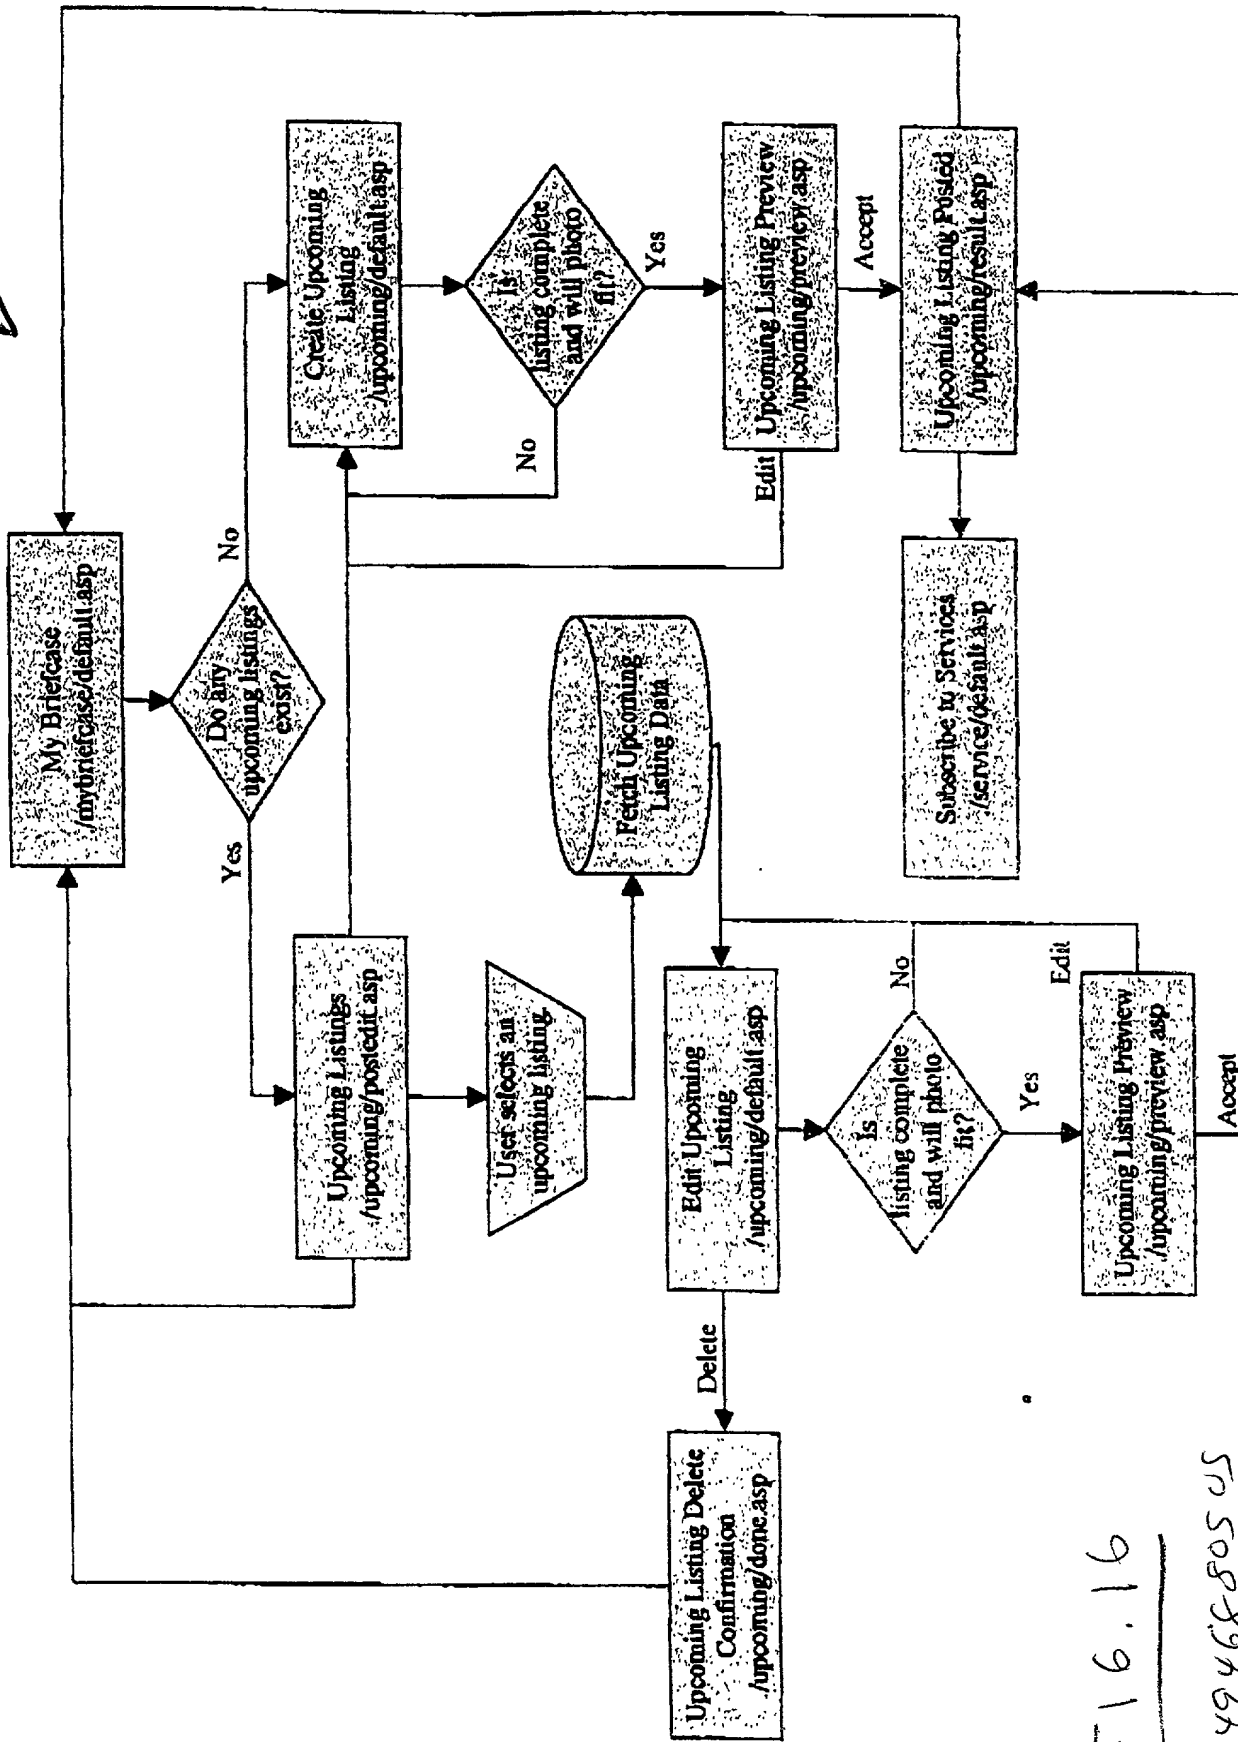 My Briefcase
/mybriefcase/default.asp
Do any
upcoming listings
exist?
Yes
No
Upcoming Listings
/upcoming/postedit.asp
Create Upcoming
Listing
/upcoming/default.asp
User selects an
upcoming listing
Is
listing complete
and will photo
fit?
No
Yes
Fetch Upcoming
Listing Data
Upcoming Listing Delete
Confirmation
/upcoming/done.asp
Delete
Edit Upcoming
Listing
/upcoming/default.asp
Edit
Upcoming Listing Preview
/upcoming/preview.asp
Accept
Is
listing complete
and will photo
fit?
No
Yes
Subscribe to Services
/service/default.asp
Upcoming Listing Posted
/upcoming/result.asp
Edit
Upcoming Listing Preview
/upcoming/preview.asp
Accept
16.16